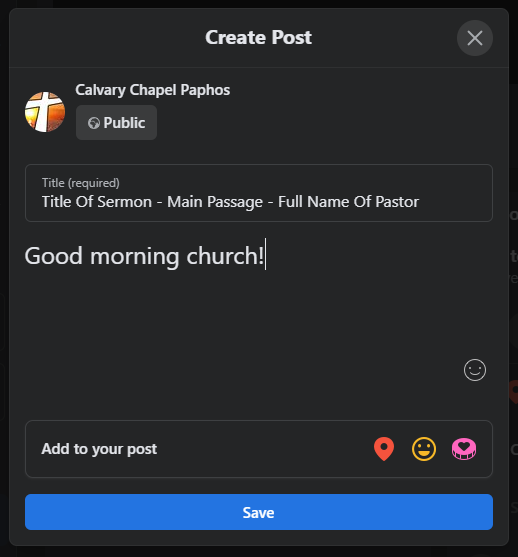 Create Post
Calvary Chapel Paphos
Public
Title (required)
Title Of Sermon - Main Passage - Full Name Of Pastor
Good morning church!
Add to your post
Save